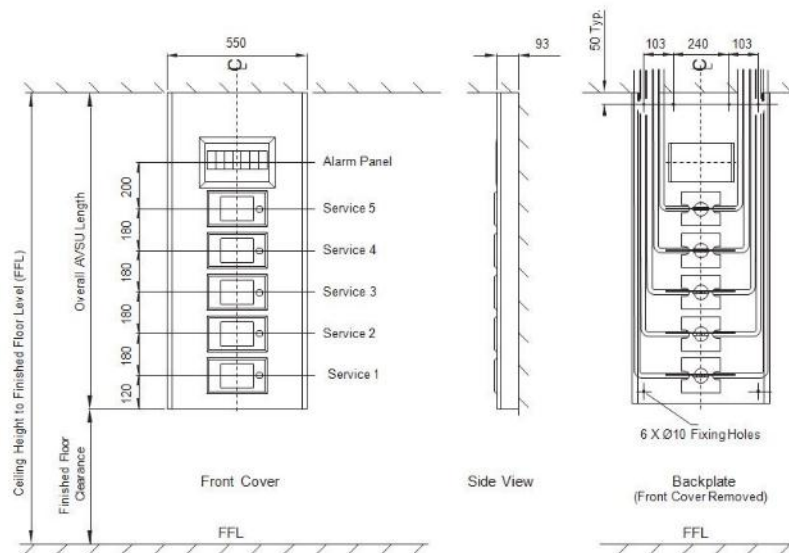 550
93
50 Typ.
103
240
103
CL
CL
Alarm Panel
200
Service 5
180
Service 4
180
Service 3
180
Service 2
180
Service 1
120
Ceiling Height to Finished Floor Level (FFL)
Overall AVSU Length
Finished Floor
Clearance
6 X Ø10 Fixing Holes
Front Cover
Side View
Backplate
(Front Cover Removed)
FFL
FFL